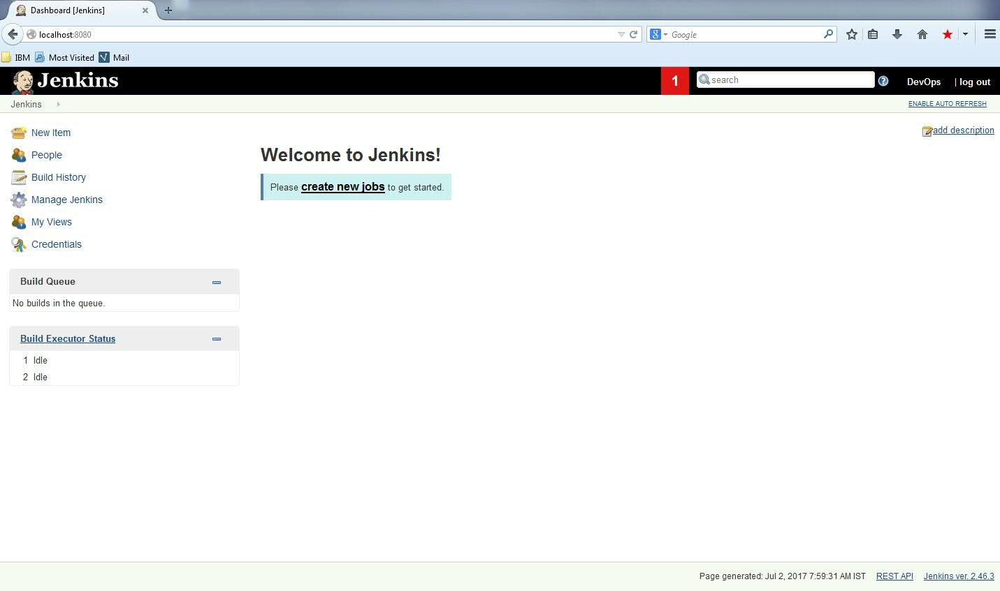 Dashboard [Jenkins]
localhost:8080
8 Google
IBM Most Visited Mail
Jenkins 1 search ? DevOps | log out
Jenkins ENABLE AUTO REFRESH
New Item add description
People
Build History
Manage Jenkins
My Views
Credentials
Welcome to Jenkins!
Please create new jobs to get started.
Build Queue
No builds in the queue.
Build Executor Status
1 Idle
2 Idle
Page generated: Jul 2, 2017 7:59:31 AM IST REST API Jenkins ver. 2.46.3